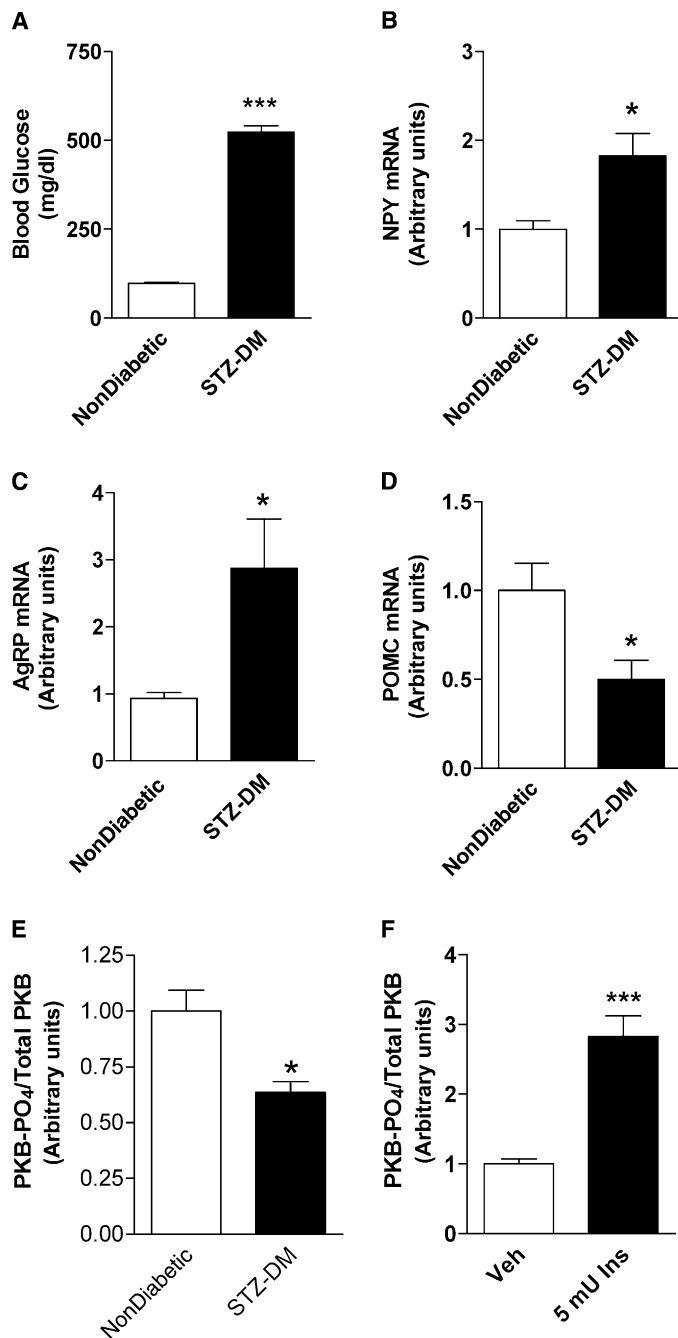 A
Blood Glucose
(mg/dl)
750
500
250
0
***
NonDiabetic
STZ-DM
B
NPY mRNA
(Arbitrary units)
3
2
1
0
*
NonDiabetic
STZ-DM
C
AgRP mRNA
(Arbitrary units)
4
3
2
1
0
*
NonDiabetic
STZ-DM
D
POMC mRNA
(Arbitrary units)
1.5
1.0
0.5
0.0
*
NonDiabetic
STZ-DM
E
PKB-PO₄/Total PKB
(Arbitrary units)
1.25
1.00
0.75
0.50
0.25
0.00
*
NonDiabetic
STZ-DM
F
PKB-PO₄/Total PKB
(Arbitrary units)
4
3
2
1
0
***
Veh
5 mU Ins